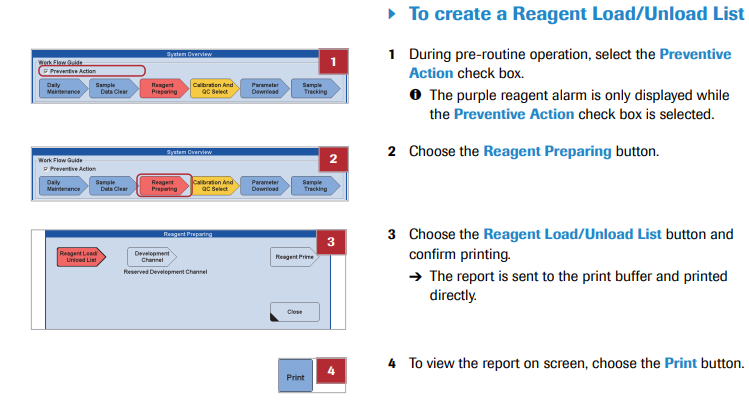 To create a Reagent Load/Unload List
System Overview
Work Flow Guide
Preventive Action
Daily Maintenance
Sample Data Clear
Reagent Preparing
Calibration And QC Select
Parameter Download
Sample Tracking
1
1 During pre-routine operation, select the Preventive
Action check box.
The purple reagent alarm is only displayed while
the Preventive Action check box is selected.
System Overview
Work Flow Guide
Preventive Action
Daily Maintenance
Sample Data Clear
Reagent Preparing
Calibration And QC Select
Parameter Download
Sample Tracking
2
2 Choose the Reagent Preparing button.
Reagent Preparing
Reagent Load/
Unload List
Development
Channel
Reserved Development Channel
Reagent Prime
Close
3
3 Choose the Reagent Load/Unload List button and
confirm printing.
➔ The report is sent to the print buffer and printed
directly.
Print
4
4 To view the report on screen, choose the Print button.